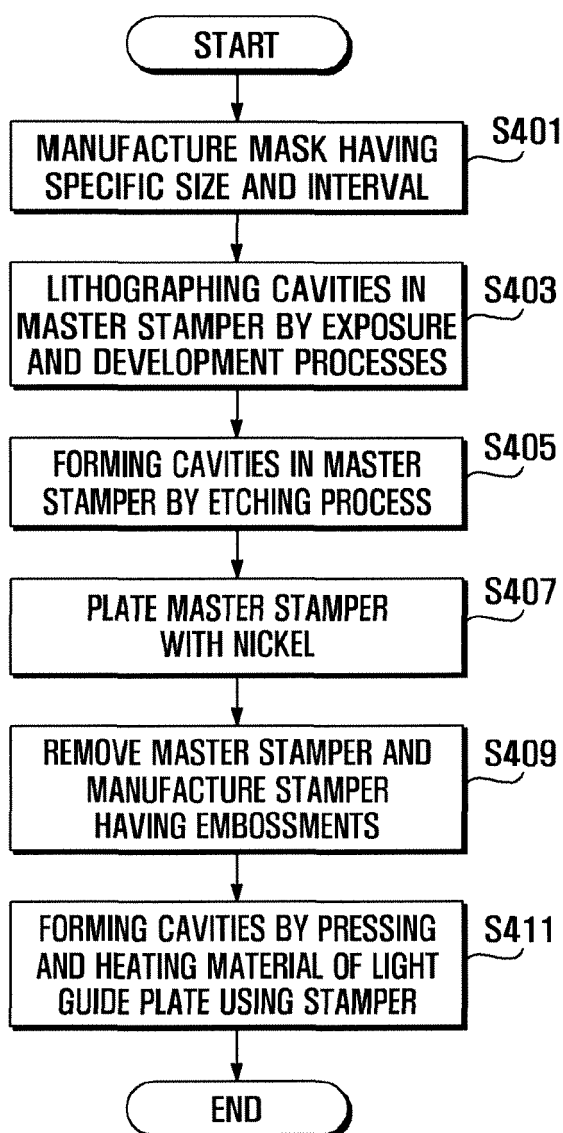 START
MANUFACTURE MASK HAVING
SPECIFIC SIZE AND INTERVAL
S401
LITHOGRAPHING CAVITIES IN
MASTER STAMPER BY EXPOSURE
AND DEVELOPMENT PROCESSES
S403
FORMING CAVITIES IN MASTER
STAMPER BY ETCHING PROCESS
S405
PLATE MASTER STAMPER
WITH NICKEL
S407
REMOVE MASTER STAMPER AND
MANUFACTURE STAMPER
HAVING EMBOSSMENTS
S409
FORMING CAVITIES BY PRESSING
AND HEATING MATERIAL OF LIGHT
GUIDE PLATE USING STAMPER
S411
END